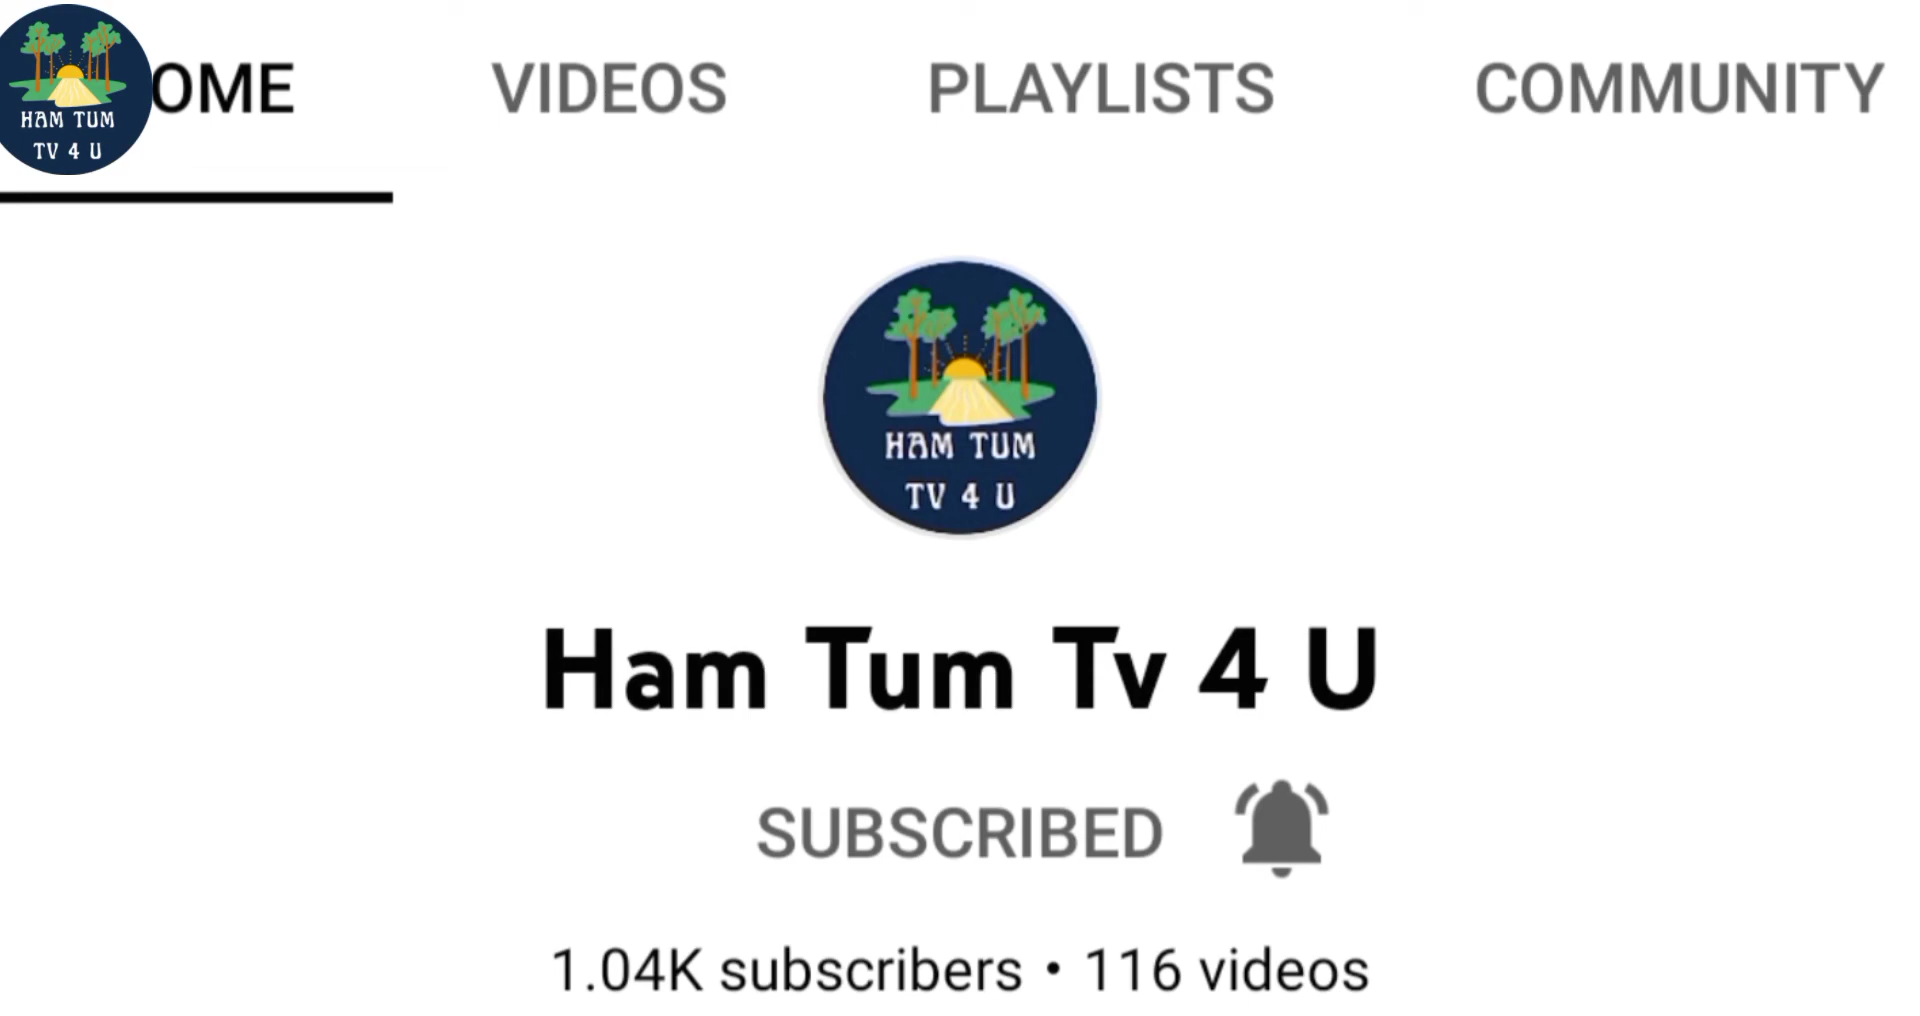 HAM TUM
TV 4 U
OME
VIDEOS
PLAYLISTS
COMMUNITY
HAM TUM
TV 4 U
Ham Tum Tv 4 U
SUBSCRIBED
1.04K subscribers • 116 videos